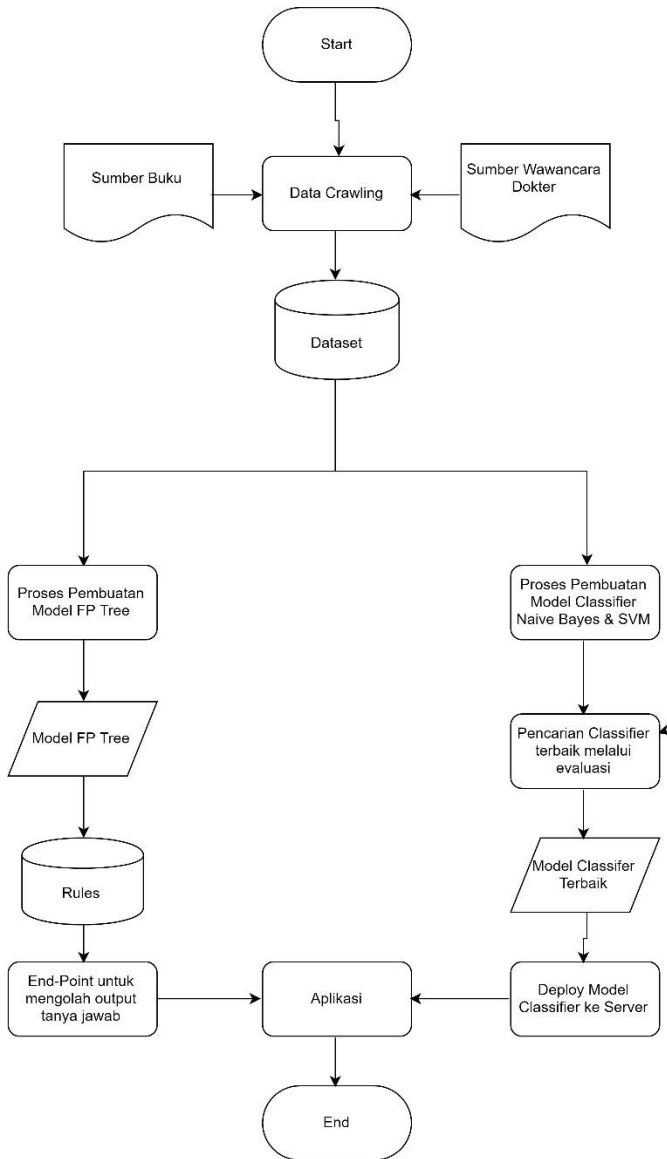 Start
Sumber Buku
Data Crawling
Sumber Wawancara
Dokter
Dataset
Proses Pembuatan
Model FP Tree
Proses Pembuatan
Model Classifier
Naive Bayes & SVM
Model FP Tree
Pencarian Classifier
terbaik melalui
evaluasi
Rules
Model Classifer
Terbaik
End-Point untuk
mengolah output
tanya jawab
Aplikasi
Deploy Model
Classifier ke Server
End